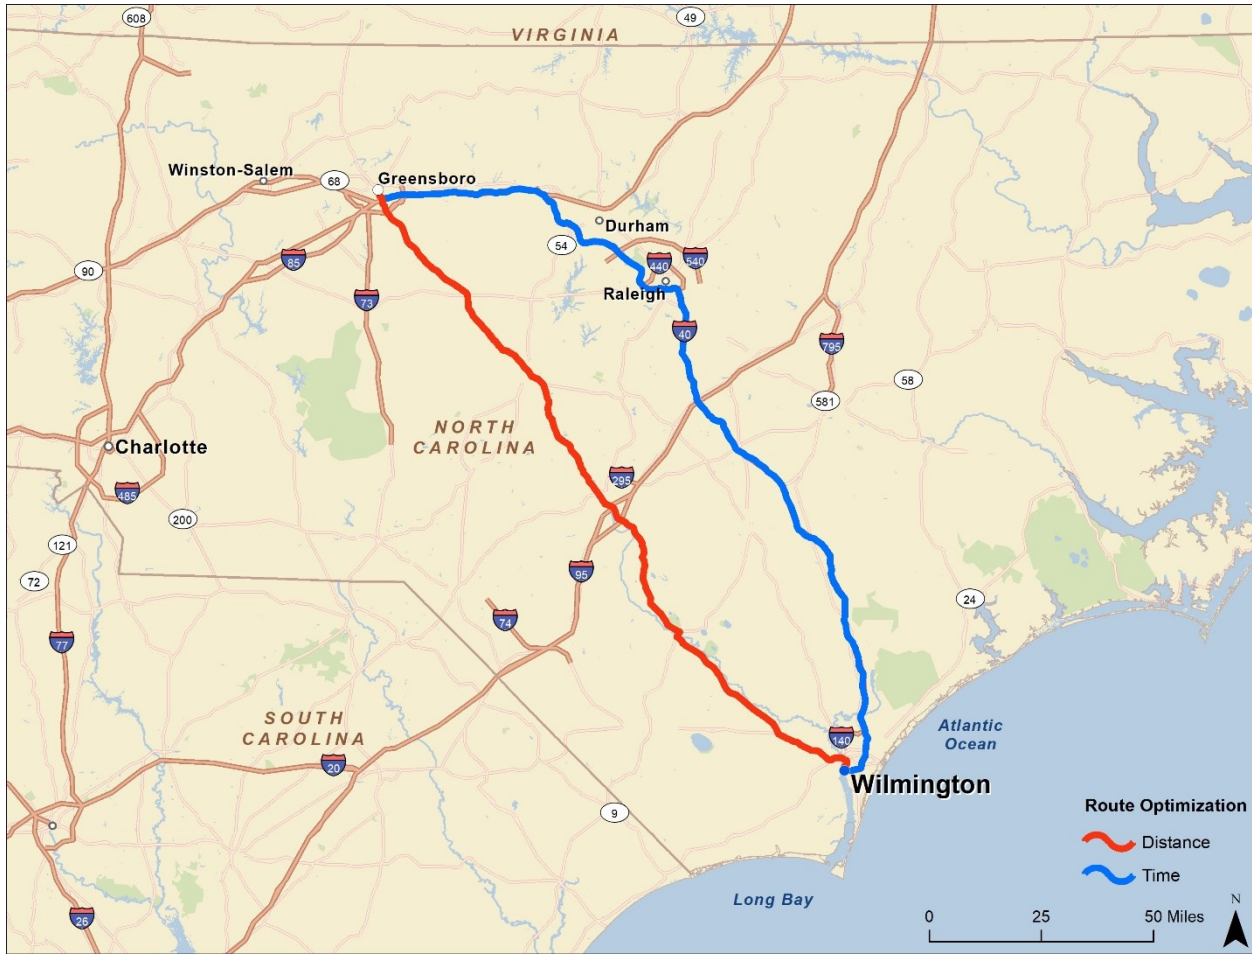 608
49
VIRGINIA
Winston-Salem
68
Greensboro
Durham
54
90
85
440
540
73
Raleigh
40
795
58
581
NORTH
CAROLINA
Charlotte
485
295
200
121
72
95
24
74
77
SOUTH
CAROLINA
20
140
Atlantic
Ocean
Wilmington
9
Route Optimization
Distance
Time
Long Bay
26
0
25
50 Miles
N